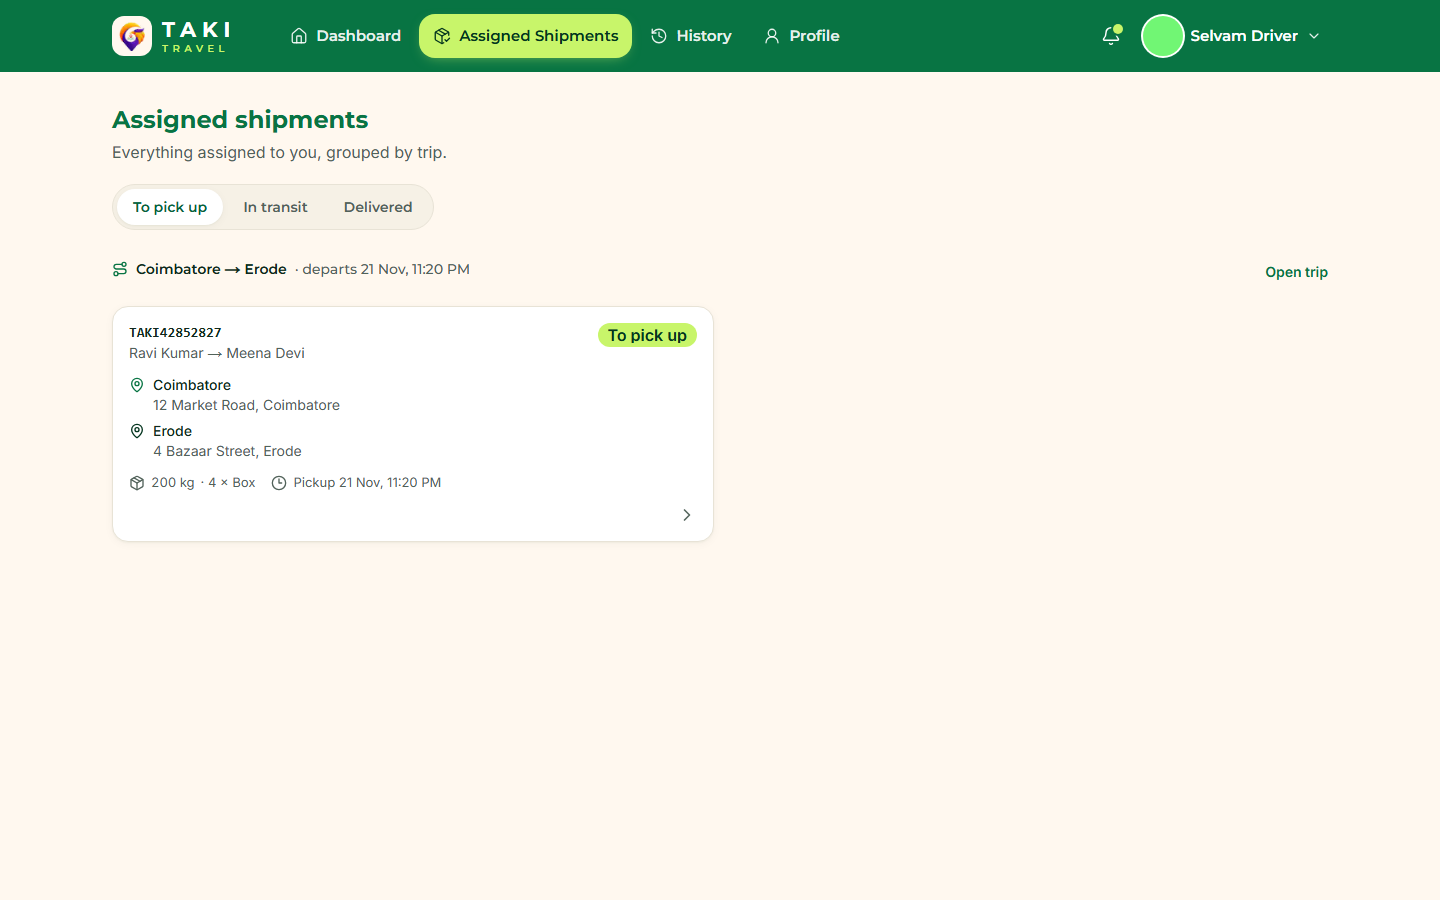 TAKI
TRAVEL
Dashboard
Assigned Shipments
History
Profile
Selvam Driver
Assigned shipments
Everything assigned to you, grouped by trip.
To pick up
In transit
Delivered
Coimbatore → Erode · departs 21 Nov, 11:20 PM
Open trip
TAKI42852827
To pick up
Ravi Kumar → Meena Devi
Coimbatore
12 Market Road, Coimbatore
Erode
4 Bazaar Street, Erode
200 kg · 4 × Box
Pickup 21 Nov, 11:20 PM